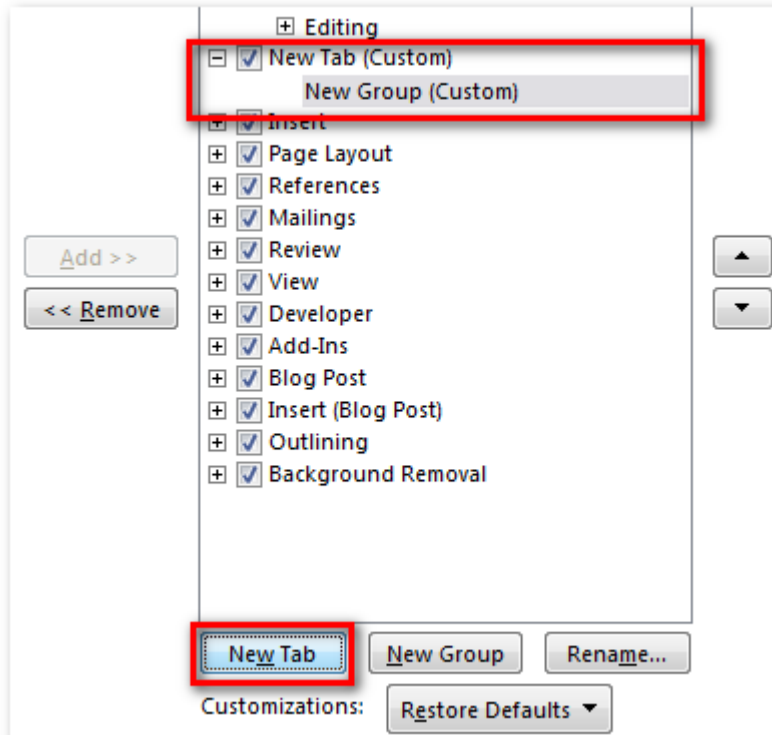 Editing
New Tab (Custom)
New Group (Custom)
Insert
Page Layout
References
Mailings
Review
View
Developer
Add-Ins
Blog Post
Insert (Blog Post)
Outlining
Background Removal
Add >>
<< Remove
New Tab
New Group
Rename...
Customizations:
Restore Defaults